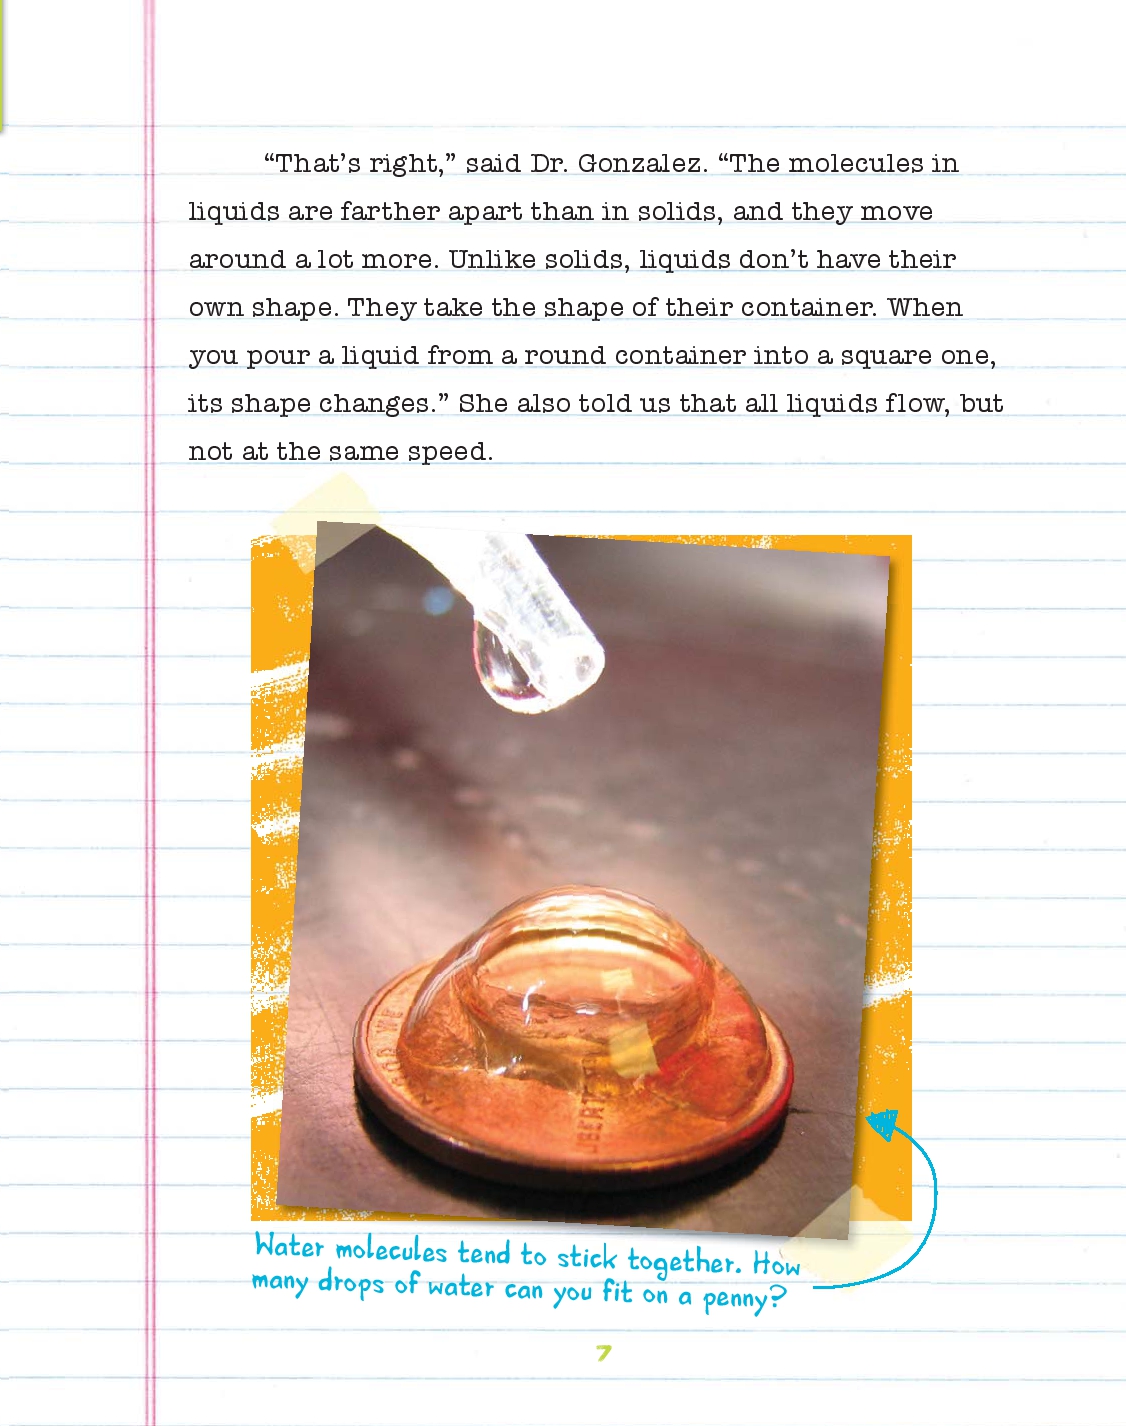 “That’s right,” said Dr. Gonzalez. “The molecules in
liquids are farther apart than in solids, and they move
around a lot more. Unlike solids, liquids don’t have their
own shape. They take the shape of their container. When
you pour a liquid from a round container into a square one,
its shape changes.” She also told us that all liquids flow, but
not at the same speed.
Water molecules tend to stick together. How
many drops of water can you fit on a penny?
7